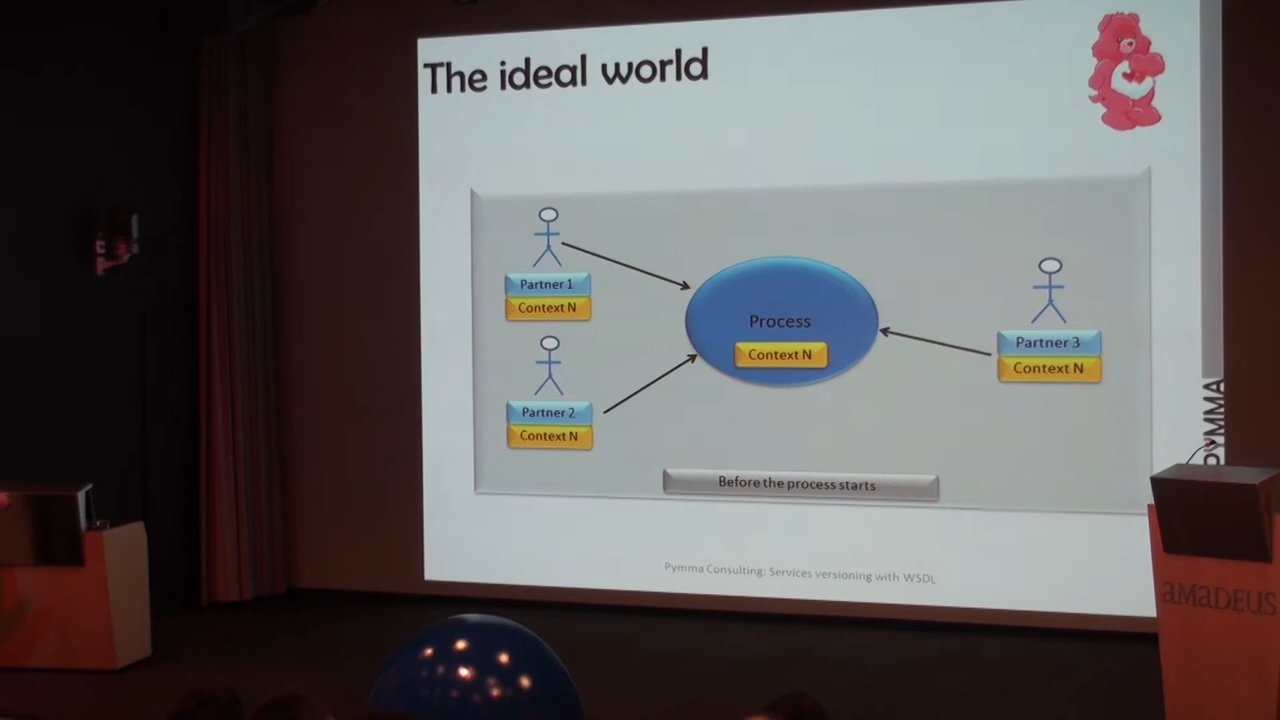 The ideal world
Partner 1
Context N
Partner 2
Context N
Process
Context N
Partner 3
Context N
Before the process starts
Pymma Consulting: Services versioning with WSDL
PYMMA
aMaDEUS